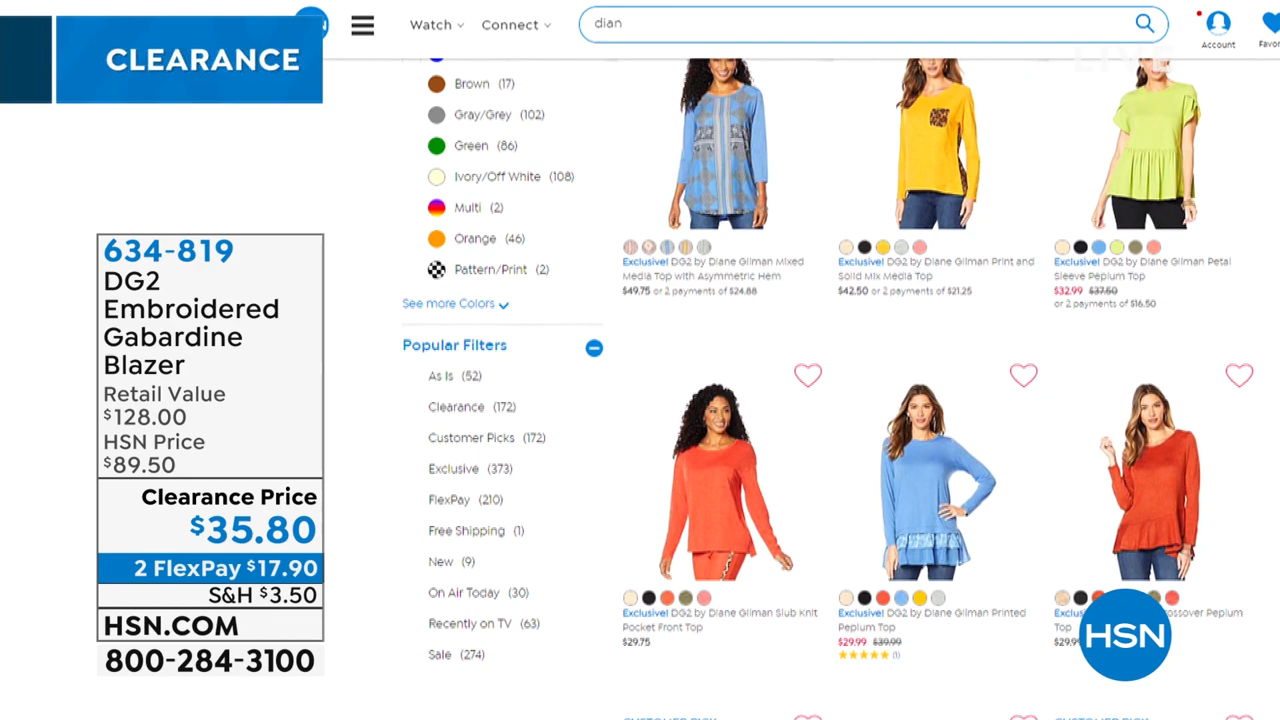 CLEARANCE
Watch
Connect
dian
Account
LIVE
634-819
DG2
Embroidered
Gabardine
Blazer
Retail Value
$128.00
HSN Price
$89.50
Clearance Price
$35.80
2 FlexPay $17.90
S&H $3.50
HSN.COM
800-284-3100
Brown (17)
Gray/Grey (102)
Green (86)
Ivory/Off White (108)
Multi (2)
Orange (46)
Pattern/Print (2)
See more Colors
Popular Filters
As Is (52)
Clearance (172)
Customer Picks (172)
Exclusive (373)
FlexPay (210)
Free Shipping (1)
New (9)
On Air Today (30)
Recently on TV (63)
Sale (274)
Exclusive! DG2 by Diane Gilman Mixed
Media Top with Asymmetric Hem
$49.75 or 2 payments of $24.88
Exclusive! DG2 by Diane Gilman Print and
Solid Mix Media Top
$42.50 or 2 payments of $21.25
Exclusive! DG2 by Diane Gilman Petal
Sleeve Peplum Top
$32.99 $37.50
or 2 payments of $16.50
Exclusive! DG2 by Diane Gilman Slub Knit
Pocket Front Top
$29.75
Exclusive! DG2 by Diane Gilman Printed
Peplum Top
$29.99 $39.99
(1)
Peplum
Top
HSN